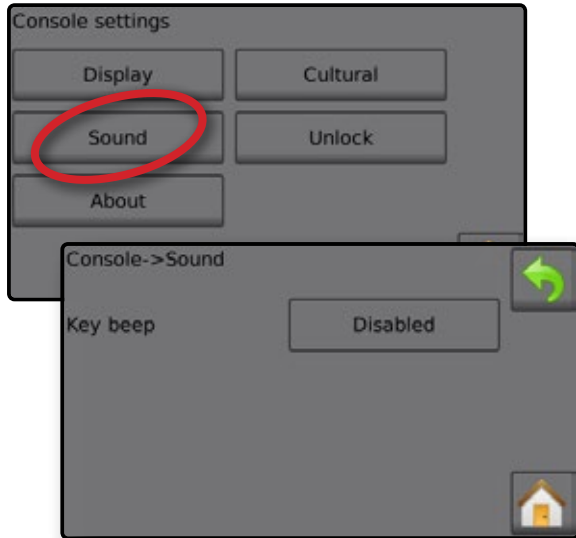 Console settings
Display Cultural
Sound Unlock
About
Console->Sound
Key beep Disabled